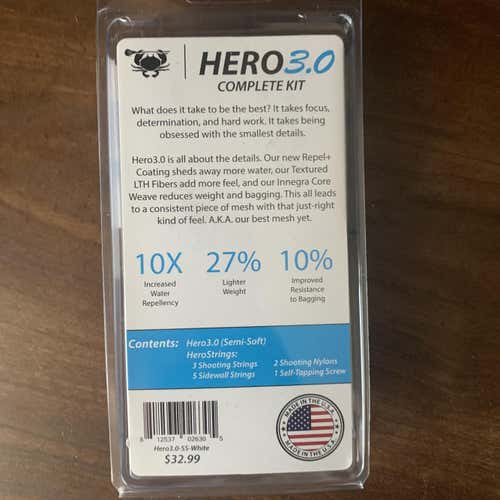 HERO3.0
COMPLETE KIT
What does it take to be the best? It takes focus,
determination, and hard work. It takes being
obsessed with the smallest details.
Hero3.0 is all about the details. Our new Repel+
Coating sheds away more water, our Textured
LTH Fibers add more feel, and our Innegra Core
Weave reduces weight and bagging. This all leads
to a consistent piece of mesh with that just-right
kind of feel. A.K.A. our best mesh yet.
10X 27% 10%
Increased Lighter Improved
Water Weight Resistance
Repellency to Bagging
Contents: Hero3.0 (Semi-Soft)
HeroStrings:
3 Shooting Strings 2 Shooting Nylons
5 Sidewall Strings 1 Self-Tapping Screw
8 12537 02630 5
Hero3.0-SS-White
$32.99
MADE IN THE U.S.A.
MADE IN THE U.S.A.